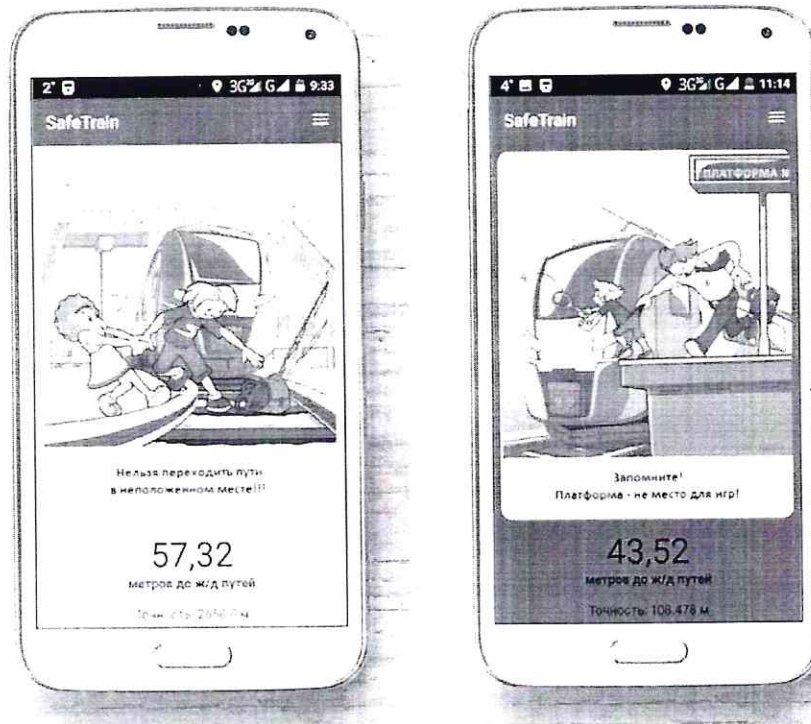 2°
3G G
9:33
SafeTrain
Нельзя переходить пути
в неположенном месте!!!
57,32
метров до ж/д путей
Точность:
4°
3G G
11:14
SafeTrain
ПЛАТФОРМА
Запомните!
Платформа - не место для игр!
43,52
метров до ж/д путей
Точность: 108.478 м